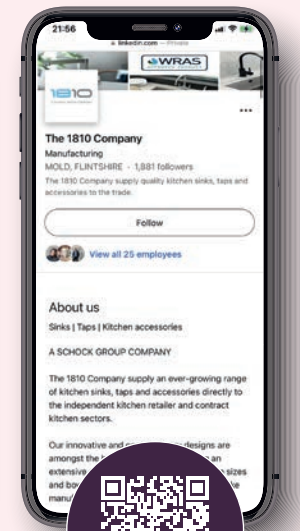 21:56
linkedin.com — Private
WRAS
1810
The 1810 Company
Manufacturing
MOLD, FLINTSHIRE · 1,881 followers
The 1810 Company supply quality kitchen sinks, taps and
accessories to the trade.
Follow
View all 25 employees
About us
Sinks | Taps | Kitchen accessories
A SCHOCK GROUP COMPANY
The 1810 Company supply an ever-growing range
of kitchen sinks, taps and accessories directly to
the independent kitchen retailer and contract
kitchen sectors.
Our innovative and designs are
amongst the an
extensive sizes
and